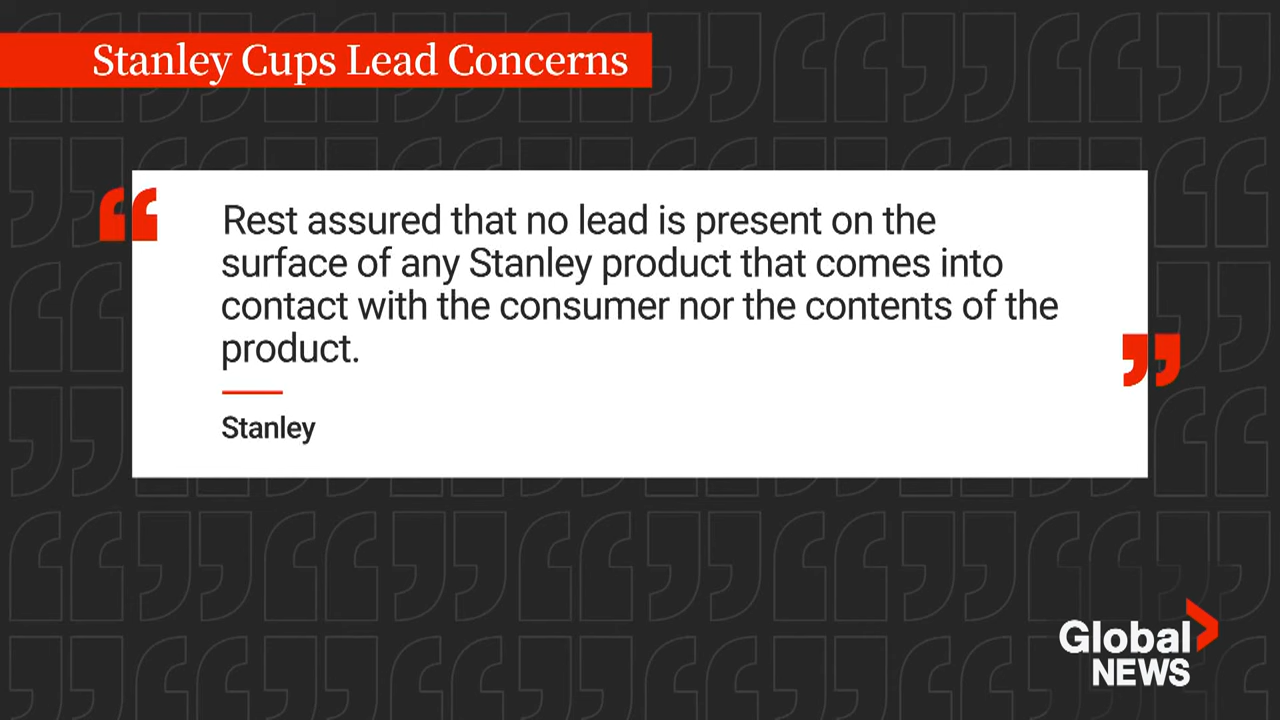 Stanley Cups Lead Concerns
“
Rest assured that no lead is present on the
surface of any Stanley product that comes into
contact with the consumer nor the contents of the
product.
”
Stanley
Global
NEWS